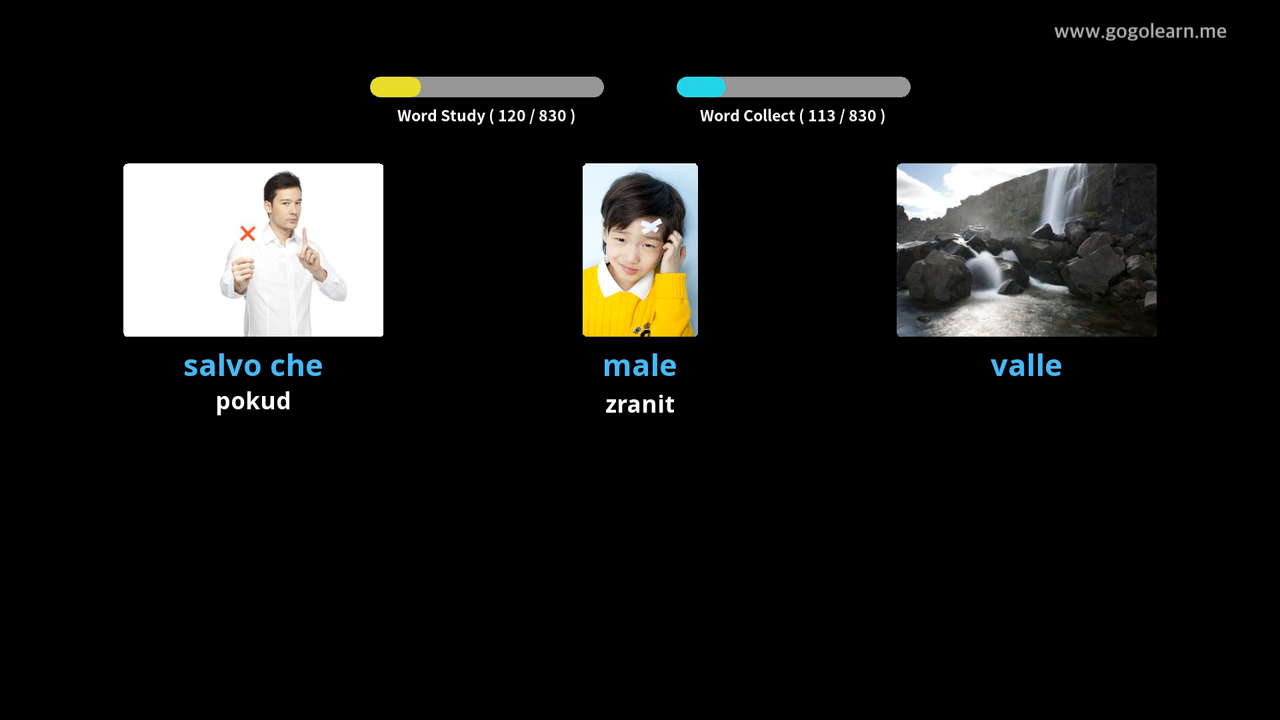 www.gogolearn.me
Word Study ( 120 / 830 )
Word Collect ( 113 / 830 )
salvo che
pokud
male
zranit
valle